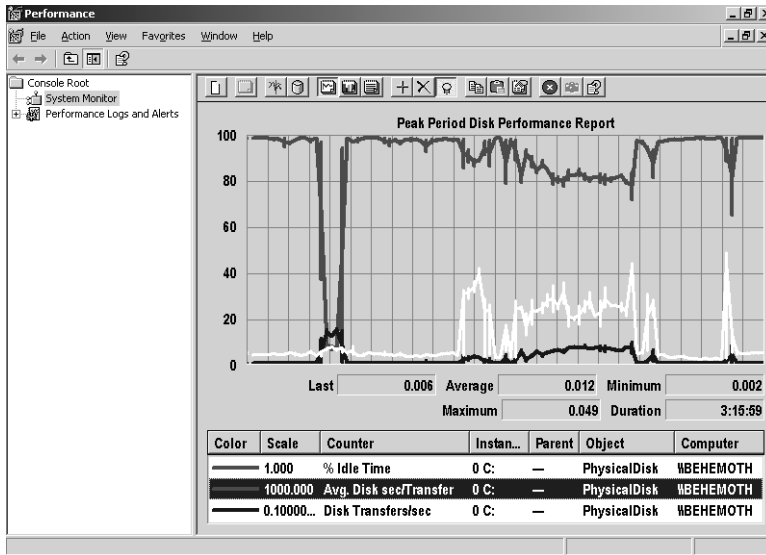 Performance
File Action View Favorites Window Help
Console Root
System Monitor
Performance Logs and Alerts
Peak Period Disk Performance Report
100
80
60
40
20
0
Last 0.006 Average 0.012 Minimum 0.002
Maximum 0.049 Duration 3:15:59
Color Scale Counter Instan... Parent Object Computer
1.000 % Idle Time 0 C: — PhysicalDisk \\BEHEMOTH
1000.000 Avg. Disk sec/Transfer 0 C: — PhysicalDisk \\BEHEMOTH
0.10000... Disk Transfers/sec 0 C: — PhysicalDisk \\BEHEMOTH